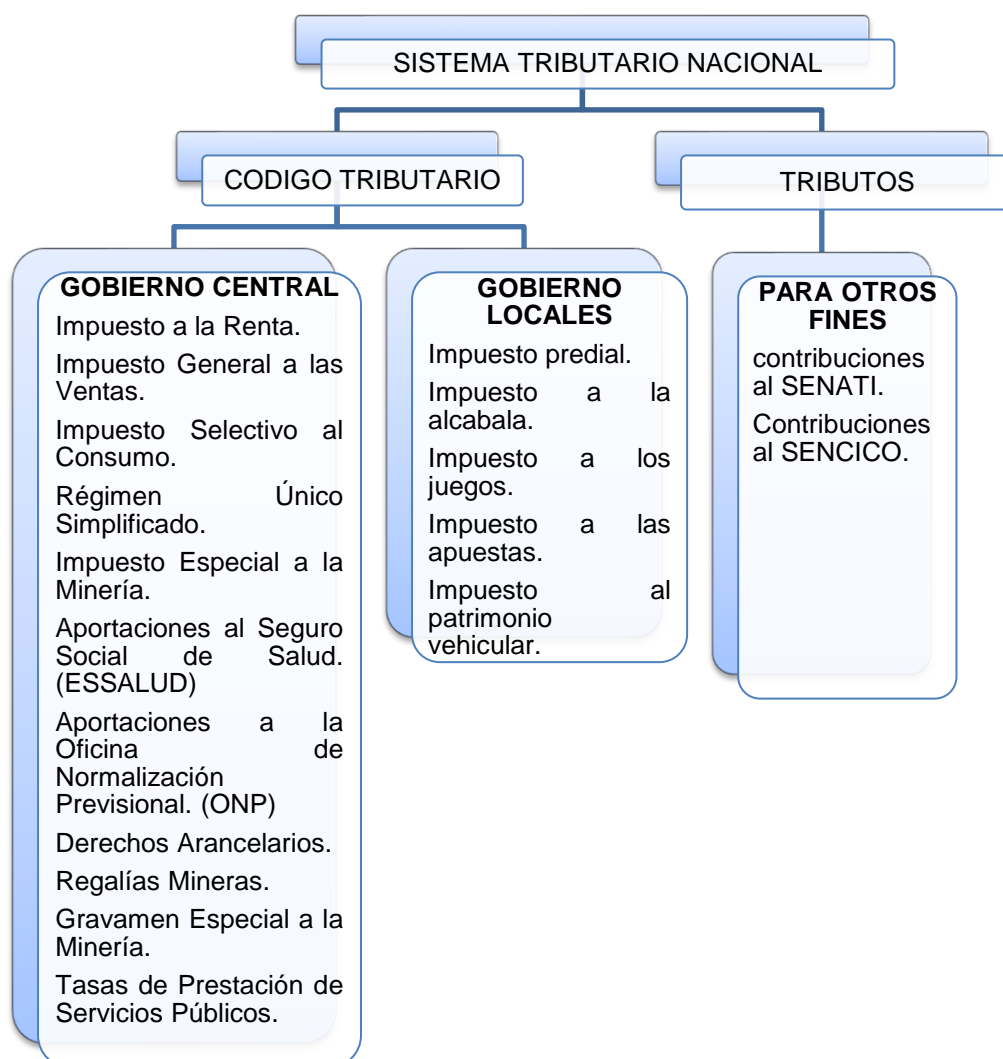 SISTEMA TRIBUTARIO NACIONAL
CODIGO TRIBUTARIO
TRIBUTOS
GOBIERNO CENTRAL
Impuesto a la Renta.
Impuesto General a las
Ventas.
Impuesto Selectivo al
Consumo.
Régimen Único
Simplificado.
Impuesto Especial a la
Minería.
Aportaciones al Seguro
Social de Salud.
(ESSALUD)
Aportaciones a la
Oficina de
Normalización
Previsional. (ONP)
Derechos Arancelarios.
Regalías Mineras.
Gravamen Especial a la
Minería.
Tasas de Prestación de
Servicios Públicos.
GOBIERNO
LOCALES
Impuesto predial.
Impuesto a la
alcabala.
Impuesto a los
juegos.
Impuesto a las
apuestas.
Impuesto al
patrimonio
vehicular.
PARA OTROS
FINES
contribuciones
al SENATI.
Contribuciones
al SENCICO.